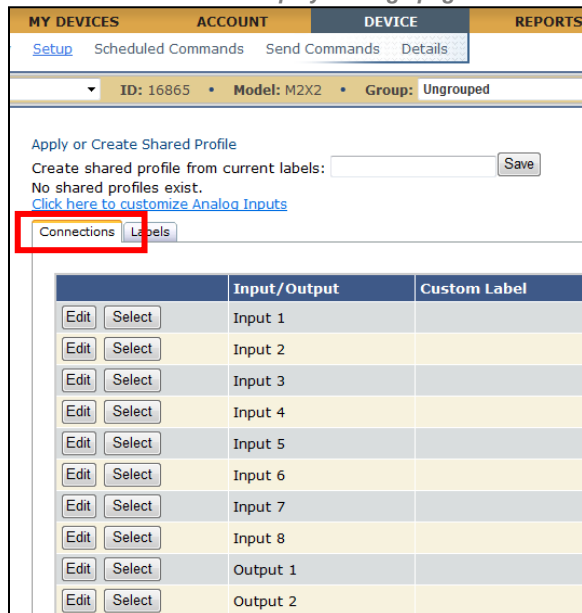 MY DEVICES ACCOUNT DEVICE REPORTS
Setup Scheduled Commands Send Commands Details
ID: 16865 • Model: M2X2 • Group: Ungrouped
Apply or Create Shared Profile
Create shared profile from current labels: Save
No shared profiles exist.
Click here to customize Analog Inputs
Connections Labels
Input/Output Custom Label
Edit Select Input 1
Edit Select Input 2
Edit Select Input 3
Edit Select Input 4
Edit Select Input 5
Edit Select Input 6
Edit Select Input 7
Edit Select Input 8
Edit Select Output 1
Edit Select Output 2